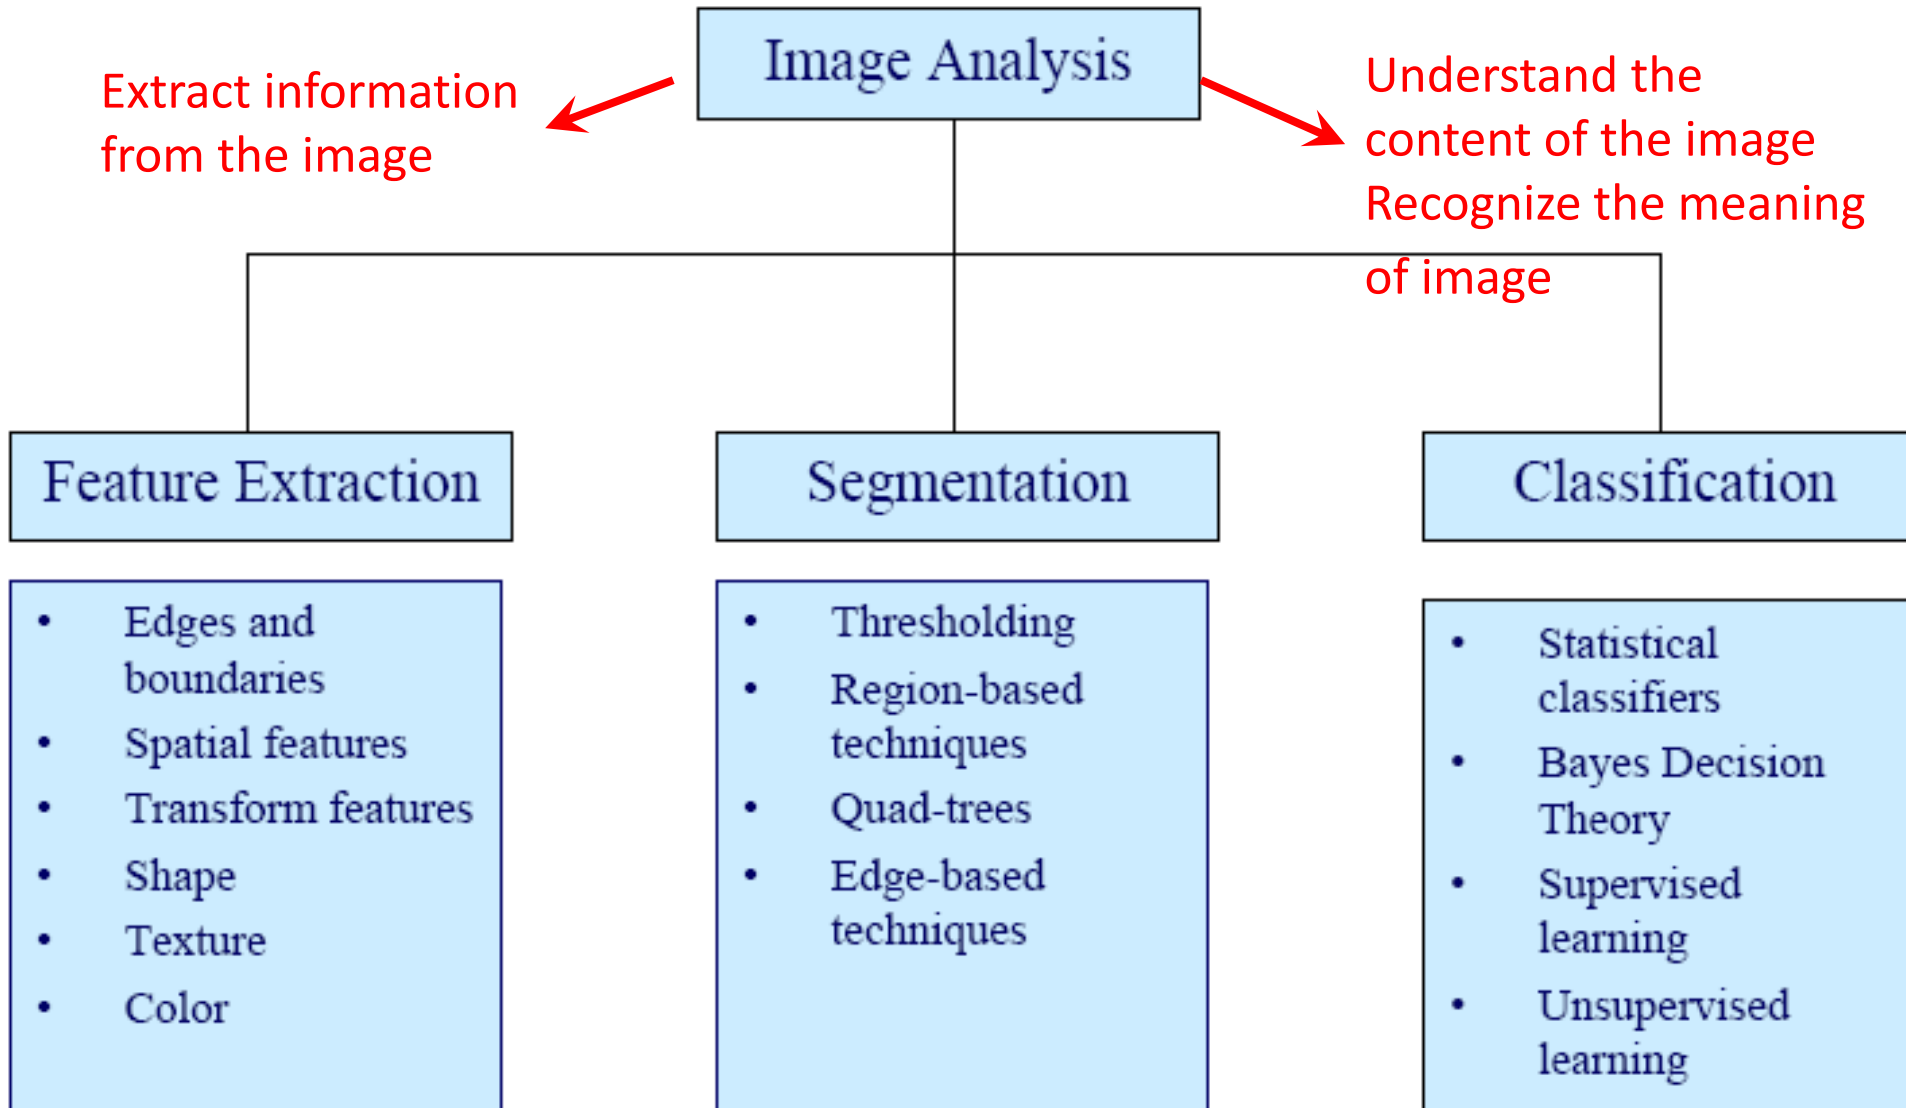 Image Analysis
Extract information
from the image
Understand the
content of the image
Recognize the meaning
of image
Feature Extraction
• Edges and
boundaries
• Spatial features
• Transform features
• Shape
• Texture
• Color
Segmentation
• Thresholding
• Region-based
techniques
• Quad-trees
• Edge-based
techniques
Classification
• Statistical
classifiers
• Bayes Decision
Theory
• Supervised
learning
• Unsupervised
learning